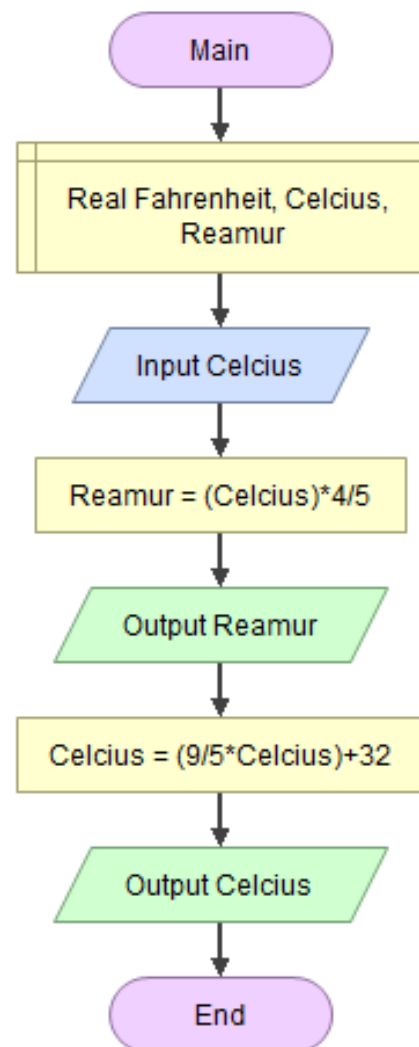 Main
Real Fahrenheit, Celcius,
Reamur
Input Celcius
Reamur = (Celcius)*4/5
Output Reamur
Celcius = (9/5*Celcius)+32
Output Celcius
End